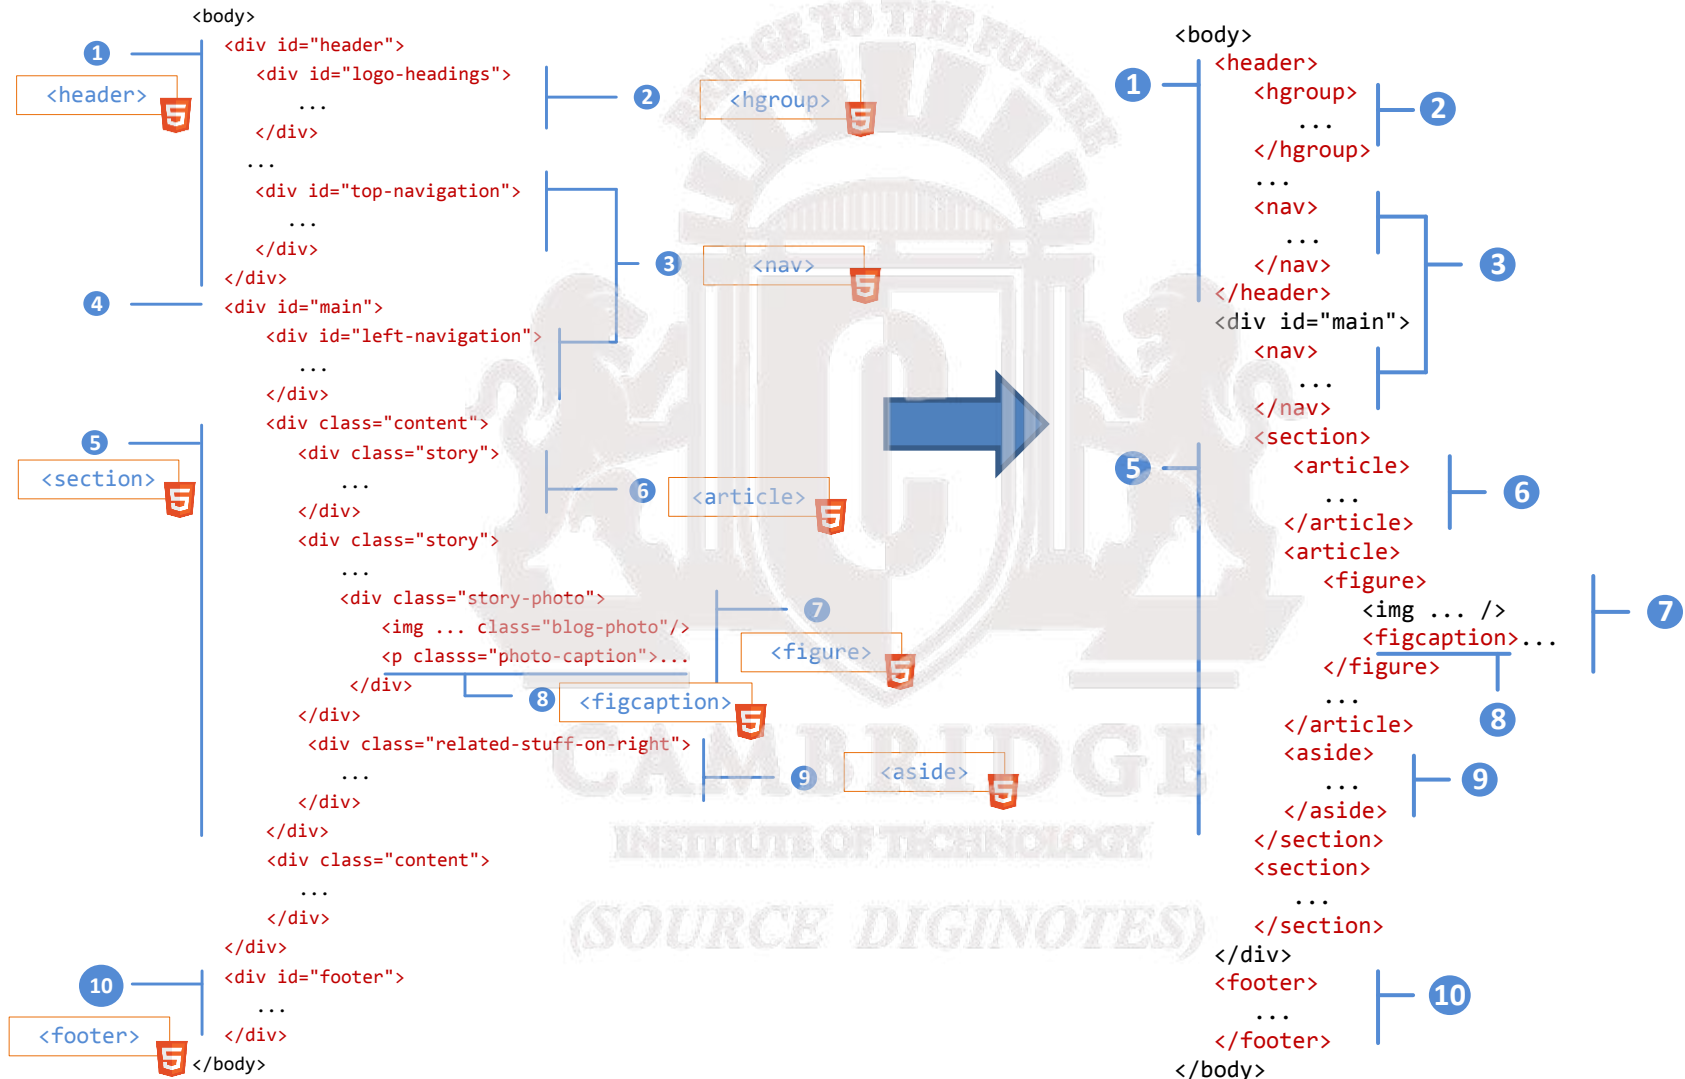 <body>
<div id="header">
1
<header>
<div id="logo-headings">
...
</div>
2
<hgroup>
...
<div id="top-navigation">
...
</div>
3
<nav>
</div>
4
<div id="main">
<div id="left-navigation">
...
</div>
<div class="content">
5
<section>
<div class="story">
...
</div>
6
<article>
<div class="story">
...
<div class="story-photo">
7
<img ... class="blog-photo"/>
<p classs="photo-caption">...
<figure>
</div>
8
<figcaption>
</div>
<div class="related-stuff-on-right">
...
</div>
9
<aside>
</div>
<div class="content">
...
</div>
</div>
<div id="footer">
10
...
</div>
<footer>
</body>
<body>
<header>
1
<hgroup>
...
</hgroup>
2
...
<nav>
...
</nav>
3
</header>
<div id="main">
<nav>
...
</nav>
<section>
5
<article>
...
</article>
6
<article>
<figure>
<img ... />
7
<figcaption>...
</figure>
8
...
</article>
<aside>
...
</aside>
9
</section>
<section>
...
</section>
</div>
<footer>
10
...
</footer>
</body>
BRIDGE TO THE FUTURE
CAMBRIDGE
INSTITUTE OF TECHNOLOGY
(SOURCE DIGINOTES)